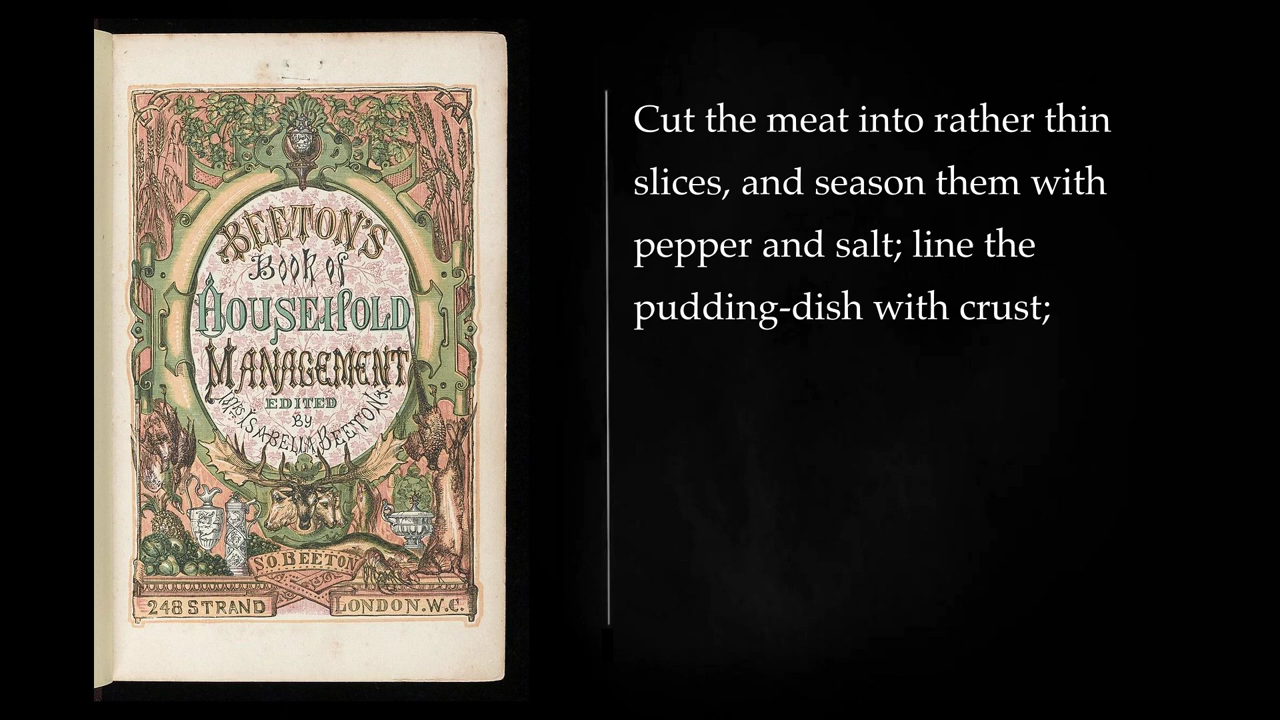 BEETON'S
Book of
HOUSEHOLD
MANAGEMENT
EDITED
By
MRS ISABELLA BEETON
S.O. BEETON
248 STRAND
LONDON. W.C.
Cut the meat into rather thin
slices, and season them with
pepper and salt; line the
pudding-dish with crust;